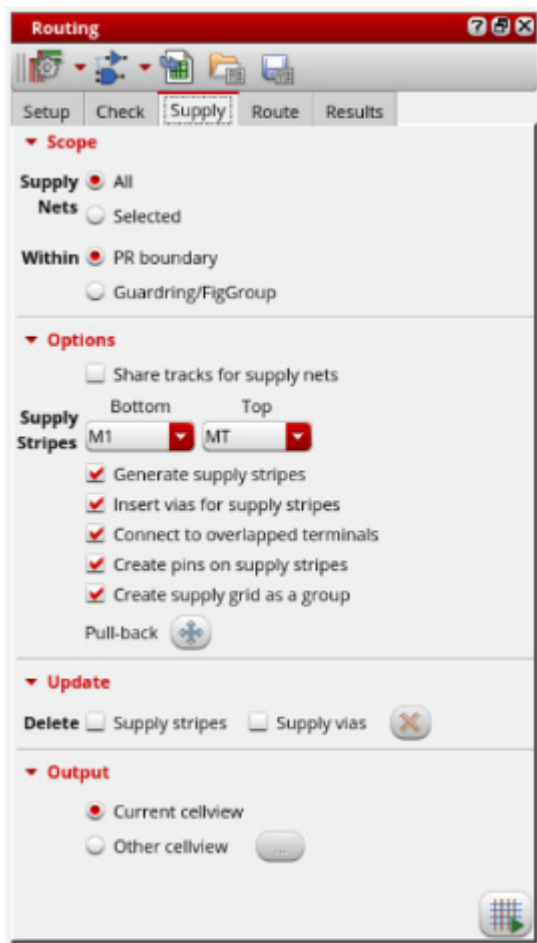 Routing
Setup Check Supply Route Results
Scope
Supply Nets All
Selected
Within PR boundary
Guardring/FigGroup
Options
Share tracks for supply nets
Bottom Top
Supply Stripes M1 MT
Generate supply stripes
Insert vias for supply stripes
Connect to overlapped terminals
Create pins on supply stripes
Create supply grid as a group
Pull-back
Update
Delete Supply stripes Supply vias
Output
Current cellview
Other cellview ...